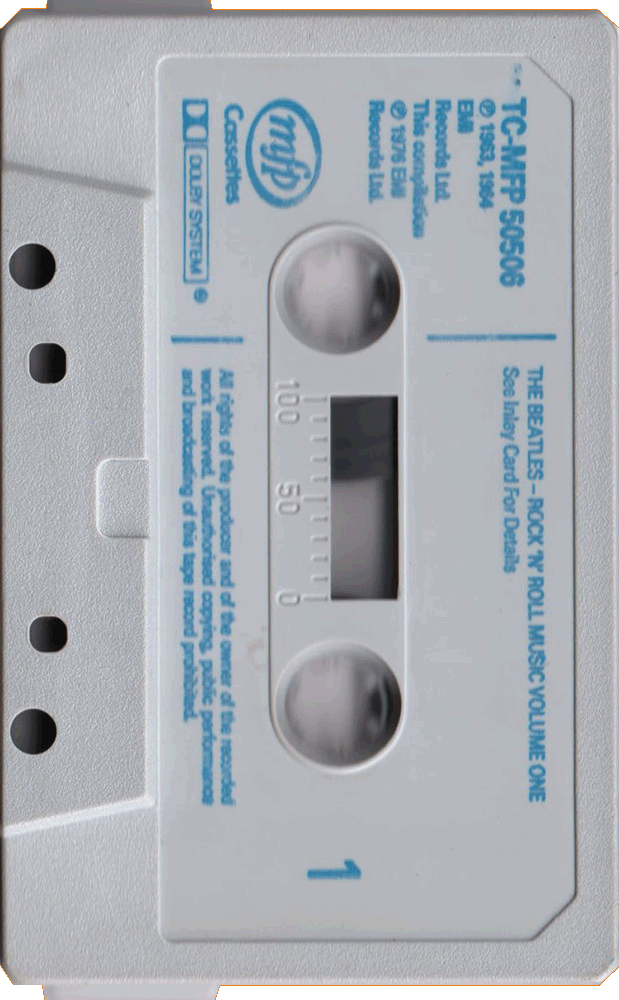 TC-MFP 50506
℗ 1963, 1964
EMI
Records Ltd.
This compilation
℗ 1976 EMI
Records Ltd.
mfp
Cassettes
DOLBY SYSTEM
THE BEATLES – ROCK 'N' ROLL MUSIC VOLUME ONE
See Inlay Card For Details
100 50 0
All rights of the producer and of the owner of the recorded
work reserved. Unauthorised copying, public performance
and broadcasting of this tape record prohibited.
1